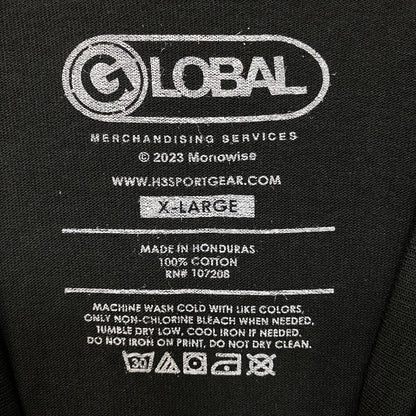 GLOBAL
MERCHANDISING SERVICES
© 2023 Monowise
WWW.H3SPORTGEAR.COM
X-LARGE
MADE IN HONDURAS
100% COTTON
RN# 107208
MACHINE WASH COLD WITH LIKE COLORS,
ONLY NON-CHLORINE BLEACH WHEN NEEDED.
TUMBLE DRY LOW, COOL IRON IF NEEDED.
DO NOT IRON ON PRINT, DO NOT DRY CLEAN.
30